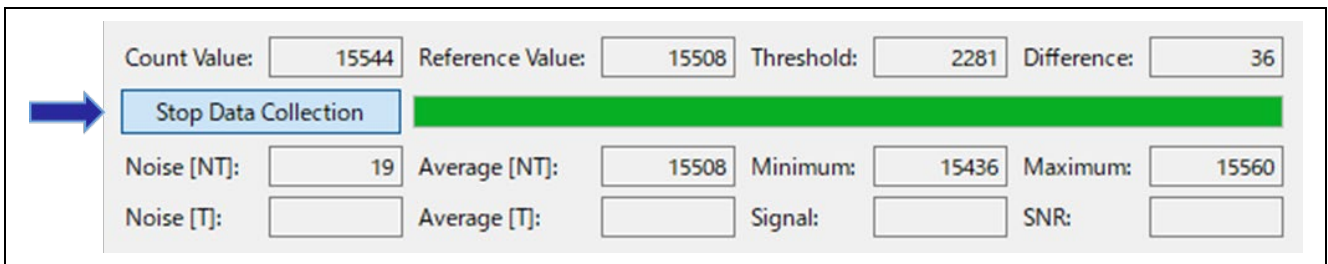 Count Value: 15544 Reference Value: 15508 Threshold: 2281 Difference: 36
Stop Data Collection
Noise [NT]: 19 Average [NT]: 15508 Minimum: 15436 Maximum: 15560
Noise [T]: Average [T]: Signal: SNR: